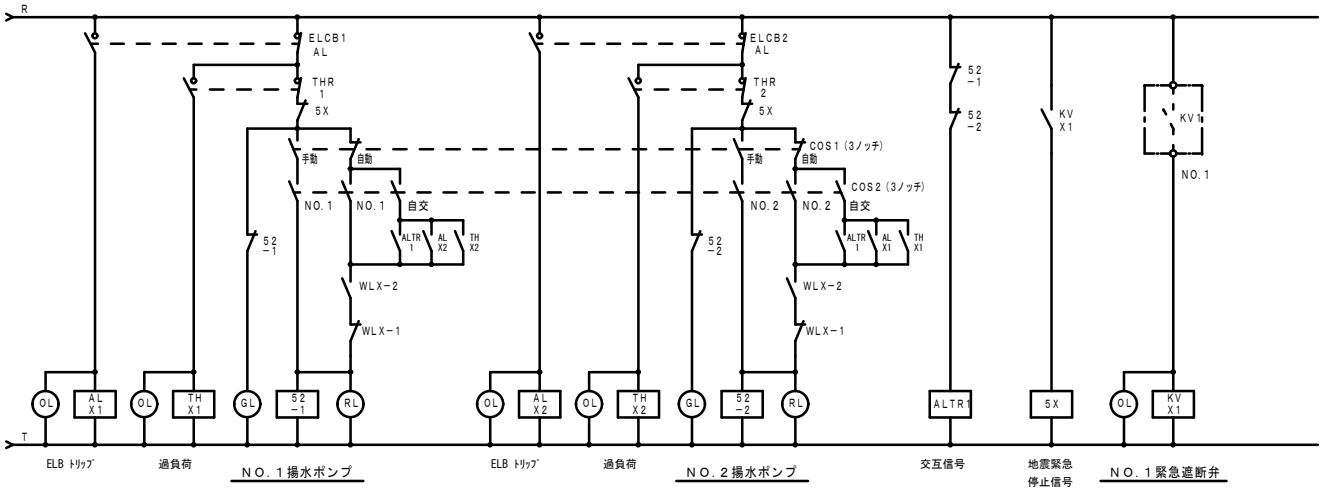 R
ELCB1
AL
THR
1
5X
手動
自動
NO.1
NO.1
自交
52
-1
ALTR
1
AL
X2
TH
X2
WLX-2
WLX-1
OL
AL
X1
OL
TH
X1
GL
52
-1
RL
ELCB2
AL
THR
2
5X
手動
自動
COS1 (3ノッチ)
NO.2
NO.2
COS2 (3ノッチ)
自交
52
-2
ALTR
1
AL
X1
TH
X1
WLX-2
WLX-1
OL
AL
X2
OL
TH
X2
GL
52
-2
RL
52
-1
52
-2
ALTR1
KV
X1
5X
KV1
NO.1
OL
KV
X1
T
ELB トリップ
過負荷
NO.1揚水ポンプ
ELB トリップ
過負荷
NO.2揚水ポンプ
交互信号
地震緊急
停止信号
NO.1緊急遮断弁